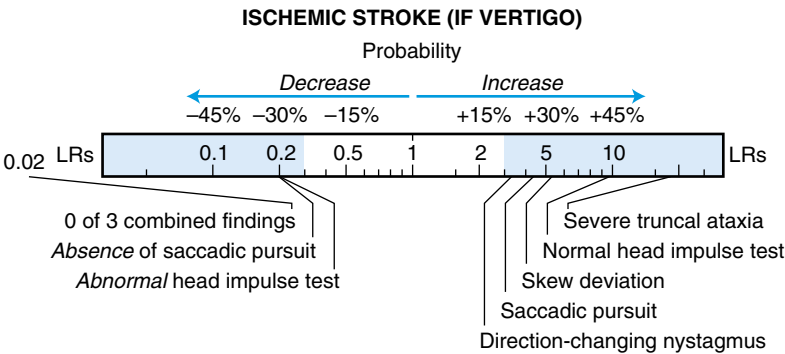 ISCHEMIC STROKE (IF VERTIGO)
Probability
Decrease Increase
–45% –30% –15% +15% +30% +45%
0.02 LRs 0.1 0.2 0.5 1 2 5 10 LRs
0 of 3 combined findings Severe truncal ataxia
Absence of saccadic pursuit Normal head impulse test
Abnormal head impulse test Skew deviation
Saccadic pursuit
Direction-changing nystagmus